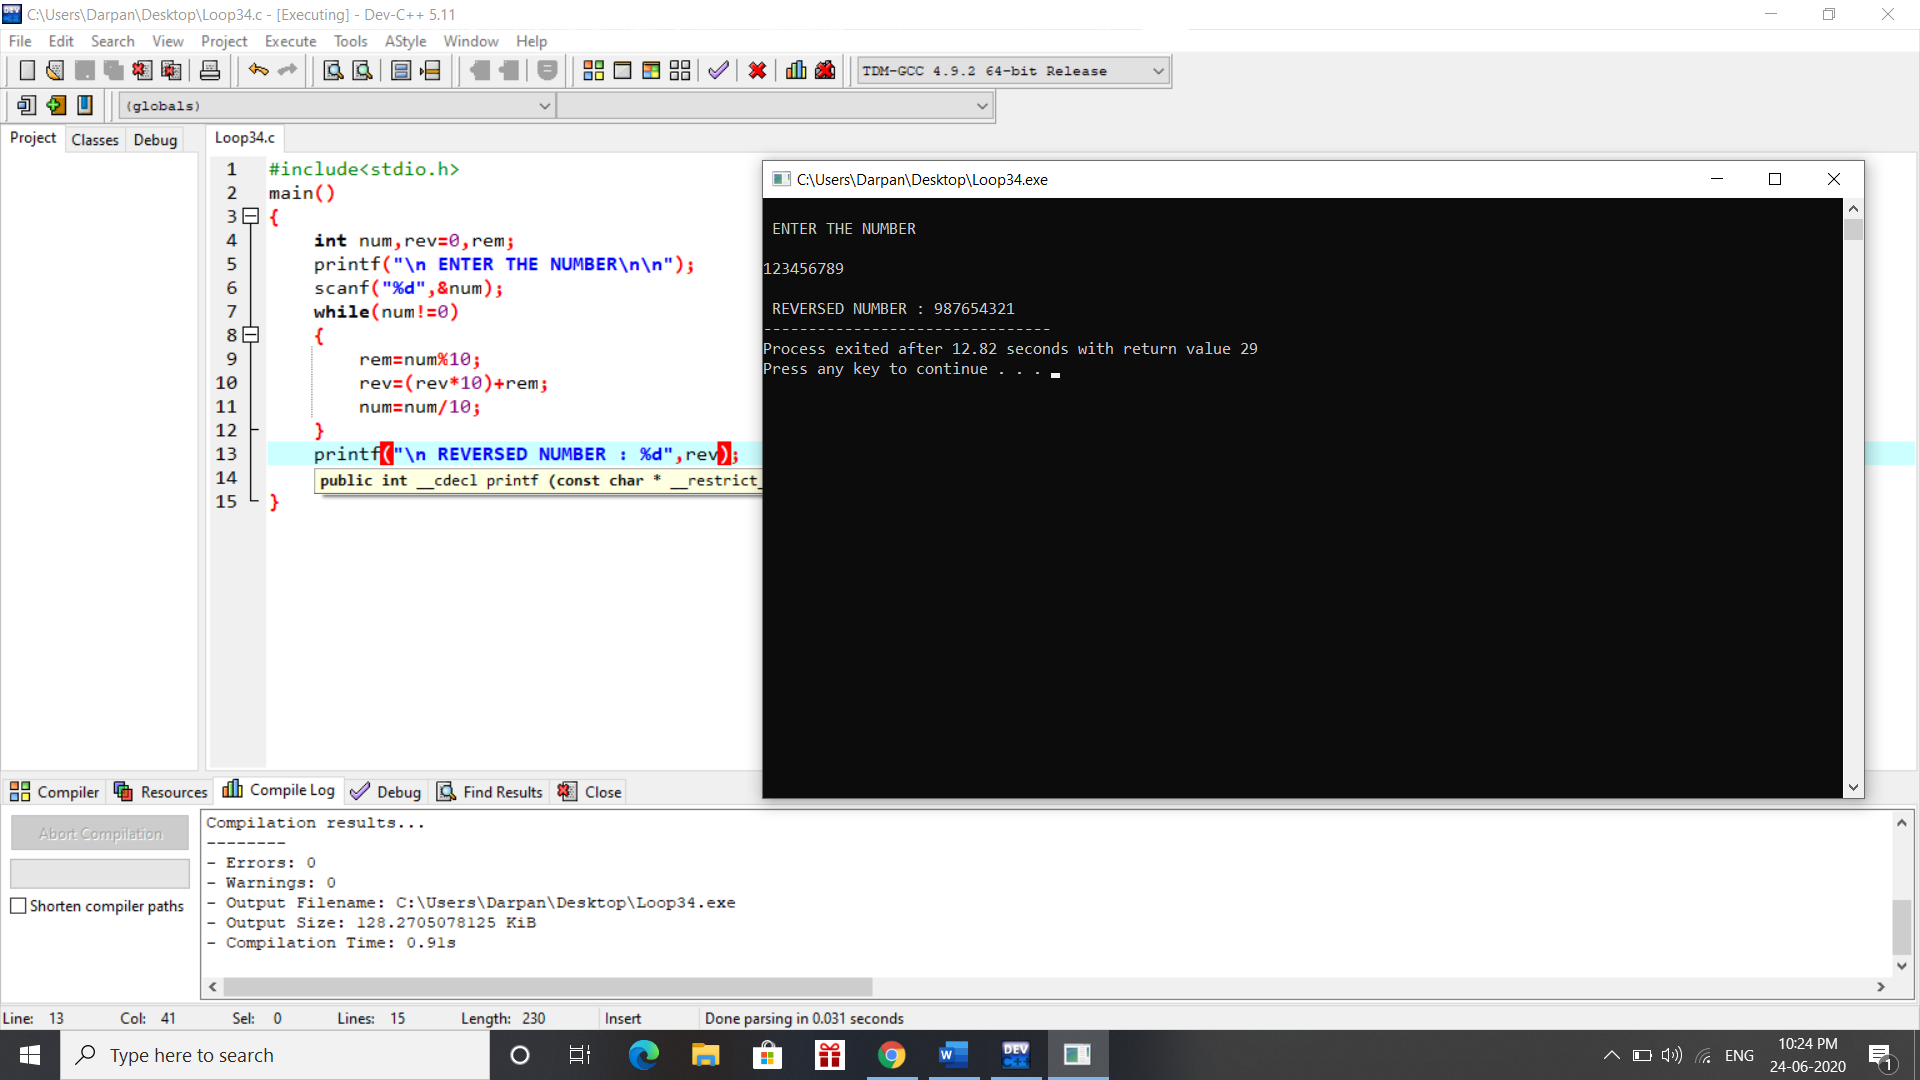 C:\Users\Darpan\Desktop\Loop34.c - [Executing] - Dev-C++ 5.11
File Edit Search View Project Execute Tools AStyle Window Help
TDM-GCC 4.9.2 64-bit Release
(globals)
Project Classes Debug
Loop34.c
1 #include<stdio.h>
2 main()
3 {
4 int num,rev=0,rem;
5 printf("\n ENTER THE NUMBER\n\n");
6 scanf("%d",&num);
7 while(num!=0)
8 {
9 rem=num%10;
10 rev=(rev*10)+rem;
11 num=num/10;
12 }
13 printf("\n REVERSED NUMBER : %d",rev);
14
public int __cdecl printf (const char * __restrict_
15 }
C:\Users\Darpan\Desktop\Loop34.exe
ENTER THE NUMBER
123456789
REVERSED NUMBER : 987654321
--------------------------------
Process exited after 12.82 seconds with return value 29
Press any key to continue . . .
Compiler Resources Compile Log Debug Find Results Close
Abort Compilation
Shorten compiler paths
Compilation results...
--------
- Errors: 0
- Warnings: 0
- Output Filename: C:\Users\Darpan\Desktop\Loop34.exe
- Output Size: 128.2705078125 KiB
- Compilation Time: 0.91s
Line: 13 Col: 41 Sel: 0 Lines: 15 Length: 230 Insert Done parsing in 0.031 seconds
Type here to search
DEV
W
ENG
10:24 PM
24-06-2020
1